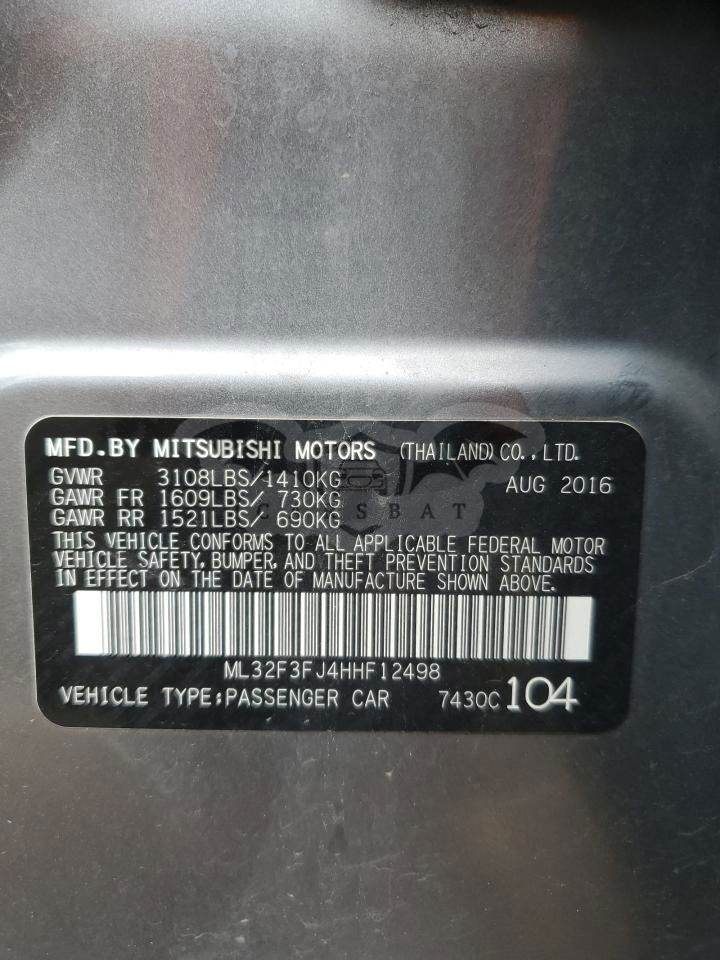 MFD.BY MITSUBISHI MOTORS (THAILAND) CO., LTD.
GVWR 3108LBS/1410KG AUG 2016
GAWR FR 1609LBS/ 730KG
GAWR RR 1521LBS/ 690KG
THIS VEHICLE CONFORMS TO ALL APPLICABLE FEDERAL MOTOR
VEHICLE SAFETY, BUMPER, AND THEFT PREVENTION STANDARDS
IN EFFECT ON THE DATE OF MANUFACTURE SHOWN ABOVE.
ML32F3FJ4HHF12498
VEHICLE TYPE:PASSENGER CAR 7430C 104